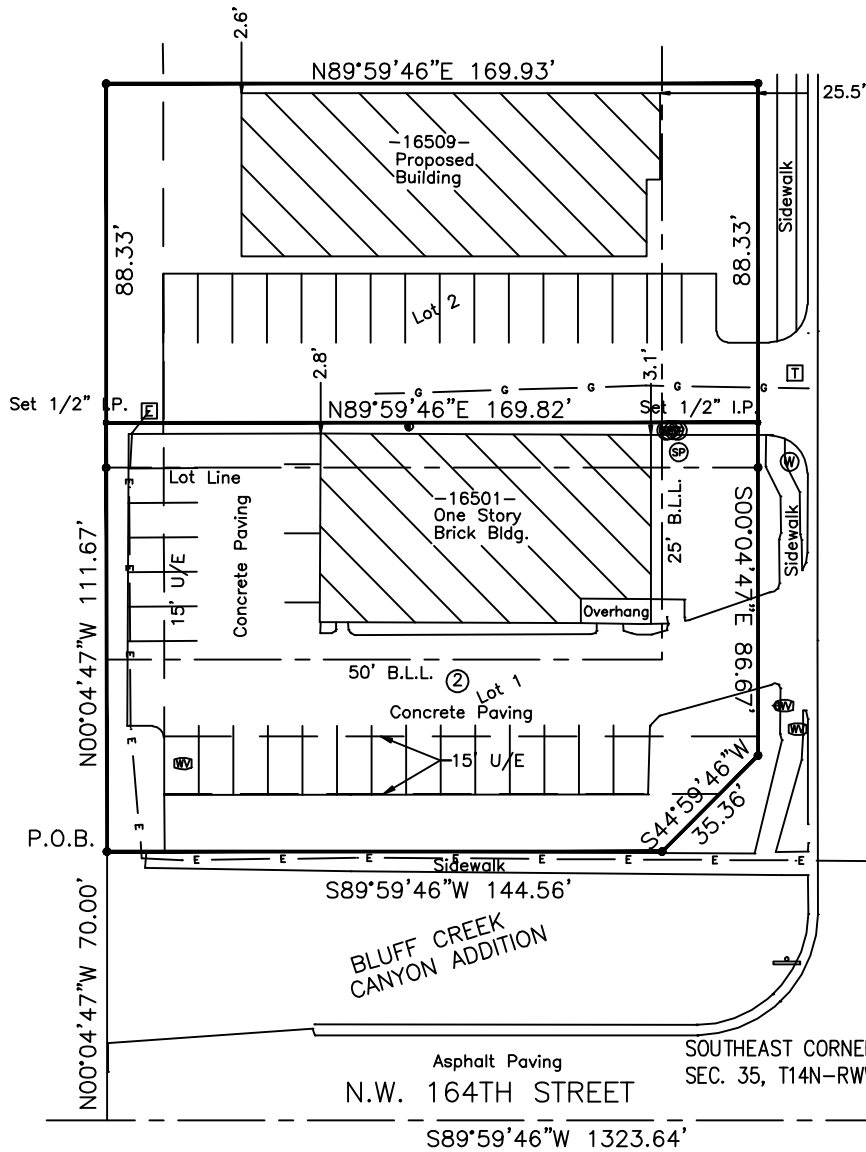 2.6'
N89°59'46"E 169.93'
25.5'
-16509-
Proposed
Building
Sidewalk
88.33'
88.33'
Lot 2
2.8'
3.1'
G G G G G
T
Set 1/2" I.P.
E
N89°59'46"E 169.82'
Set 1/2" I.P.
SP
W
Lot Line
-16501-
One Story
Brick Bldg.
25' B.L.L.
S00°04'47"E 86.67'
Sidewalk
N00°04'47"W 111.67'
15' U/E
Concrete Paving
E
E
E
E
E
Overhang
50' B.L.L.
2
Lot 1
Concrete Paving
WV
WV
WV
15' U/E
S44°59'46"W
35.36'
P.O.B.
E E E E E E E E
Sidewalk
S89°59'46"W 144.56'
N00°04'47"W 70.00'
BLUFF CREEK
CANYON ADDITION
Asphalt Paving
SOUTHEAST CORNE
SEC. 35, T14N-RW
N.W. 164TH STREET
S89°59'46"W 1323.64'